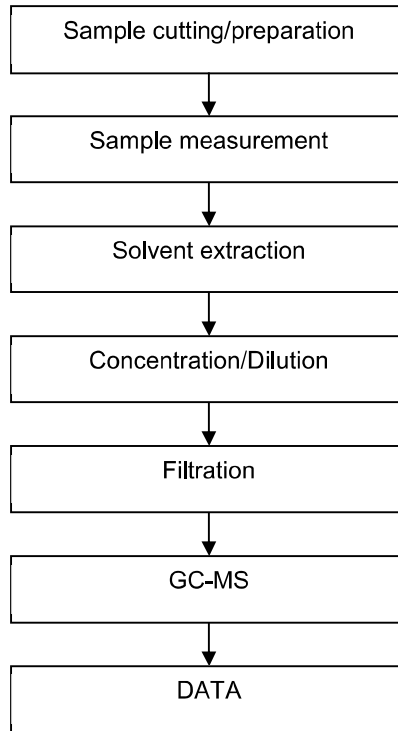 Sample cutting/preparation
Sample measurement
Solvent extraction
Concentration/Dilution
Filtration
GC-MS
DATA